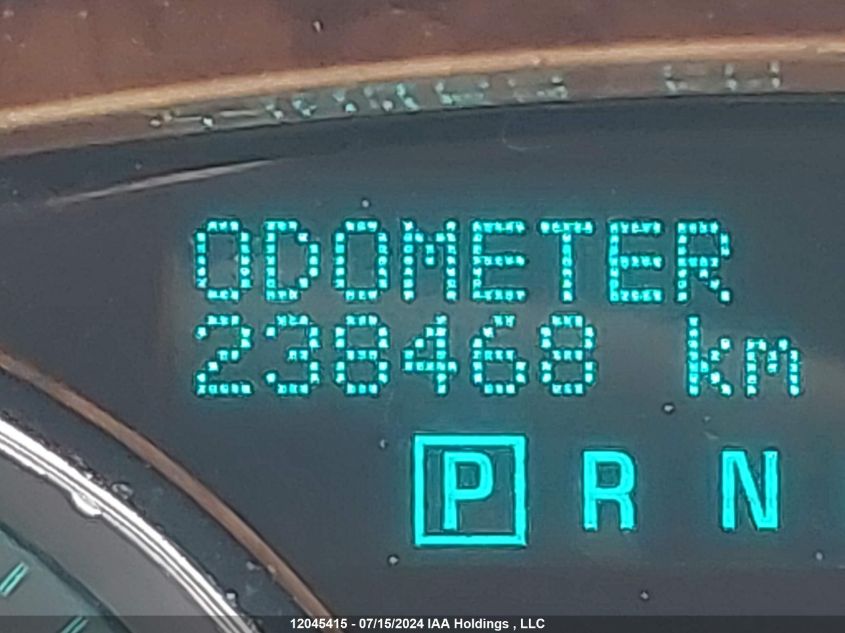 ODOMETER
238468 km
P R N
12045415 - 07/15/2024 IAA Holdings , LLC